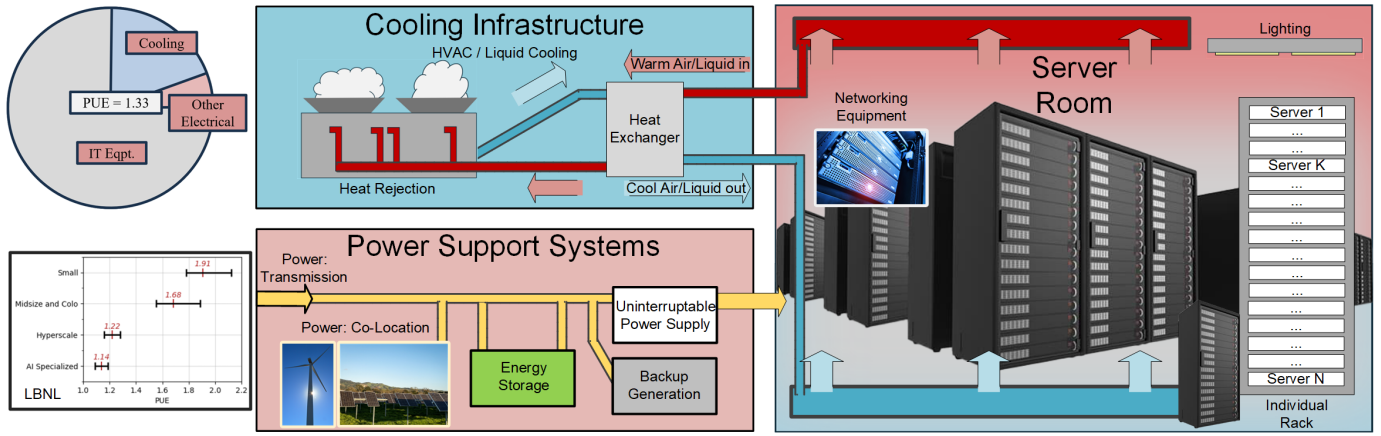 Cooling
PUE = 1.33
Other
Electrical
IT Eqpt.
1.91
Small
1.68
Midsize and Colo
1.22
Hyperscale
1.14
AI Specialized
LBNL
1.0 1.2 1.4 1.6 1.8 2.0 2.2
PUE
Cooling Infrastructure
HVAC / Liquid Cooling
Warm Air/Liquid in
Heat
Exchanger
Heat Rejection
Cool Air/Liquid out
Power Support Systems
Power:
Transmission
Uninterruptable
Power Supply
Power: Co-Location
Energy
Storage
Backup
Generation
Server
Room
Lighting
Networking
Equipment
Server 1
...
...
Server K
...
...
...
...
...
...
...
...
...
...
...
Server N
Individual
Rack